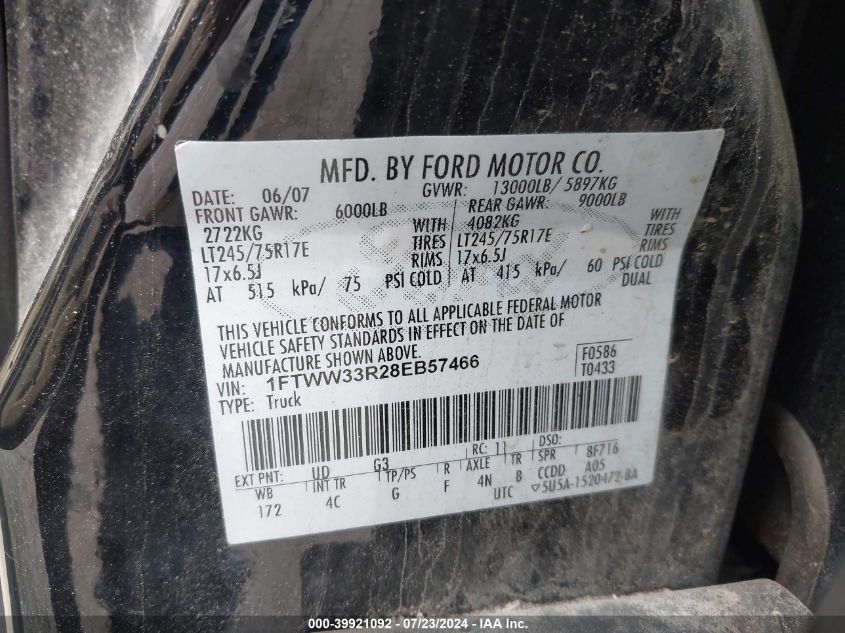 MFD. BY FORD MOTOR CO.
DATE: 06/07 GVWR: 13000LB/ 5897KG
FRONT GAWR: 6000LB REAR GAWR: 9000LB
2722KG WITH 4082KG WITH
LT245/75R17E TIRES LT245/75R17E TIRES
17x6.5J RIMS 17x6.5J RIMS
AT 515 kPa/ 75 PSI COLD AT 415 kPa/ 60 PSI COLD
DUAL
THIS VEHICLE CONFORMS TO ALL APPLICABLE FEDERAL MOTOR
VEHICLE SAFETY STANDARDS IN EFFECT ON THE DATE OF
MANUFACTURE SHOWN ABOVE.
VIN: 1FTWW33R28EB57466 F0586
TYPE: Truck T0433
EXT PNT: UD G3 RC: 11 DSO:
WB INT TR TP/PS R AXLE TR SPR 8F716
172 4C G F 4N B CCDD A05
UTC ▽5U5A-1520472-BA
000-39921092 - 07/23/2024 - IAA Inc.